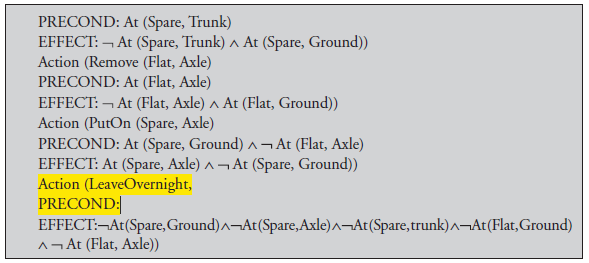 PRECOND: At (Spare, Trunk)
EFFECT: ¬ At (Spare, Trunk) ∧ At (Spare, Ground))
Action (Remove (Flat, Axle)
PRECOND: At (Flat, Axle)
EFFECT: ¬ At (Flat, Axle) ∧ At (Flat, Ground))
Action (PutOn (Spare, Axle)
PRECOND: At (Spare, Ground) ∧ ¬ At (Flat, Axle)
EFFECT: At (Spare, Axle) ∧ ¬ At (Spare, Ground))
Action (LeaveOvernight,
PRECOND:
EFFECT:¬At(Spare,Ground)∧¬At(Spare,Axle)∧¬At(Spare,trunk)∧¬At(Flat,Ground)
∧ ¬ At (Flat, Axle))